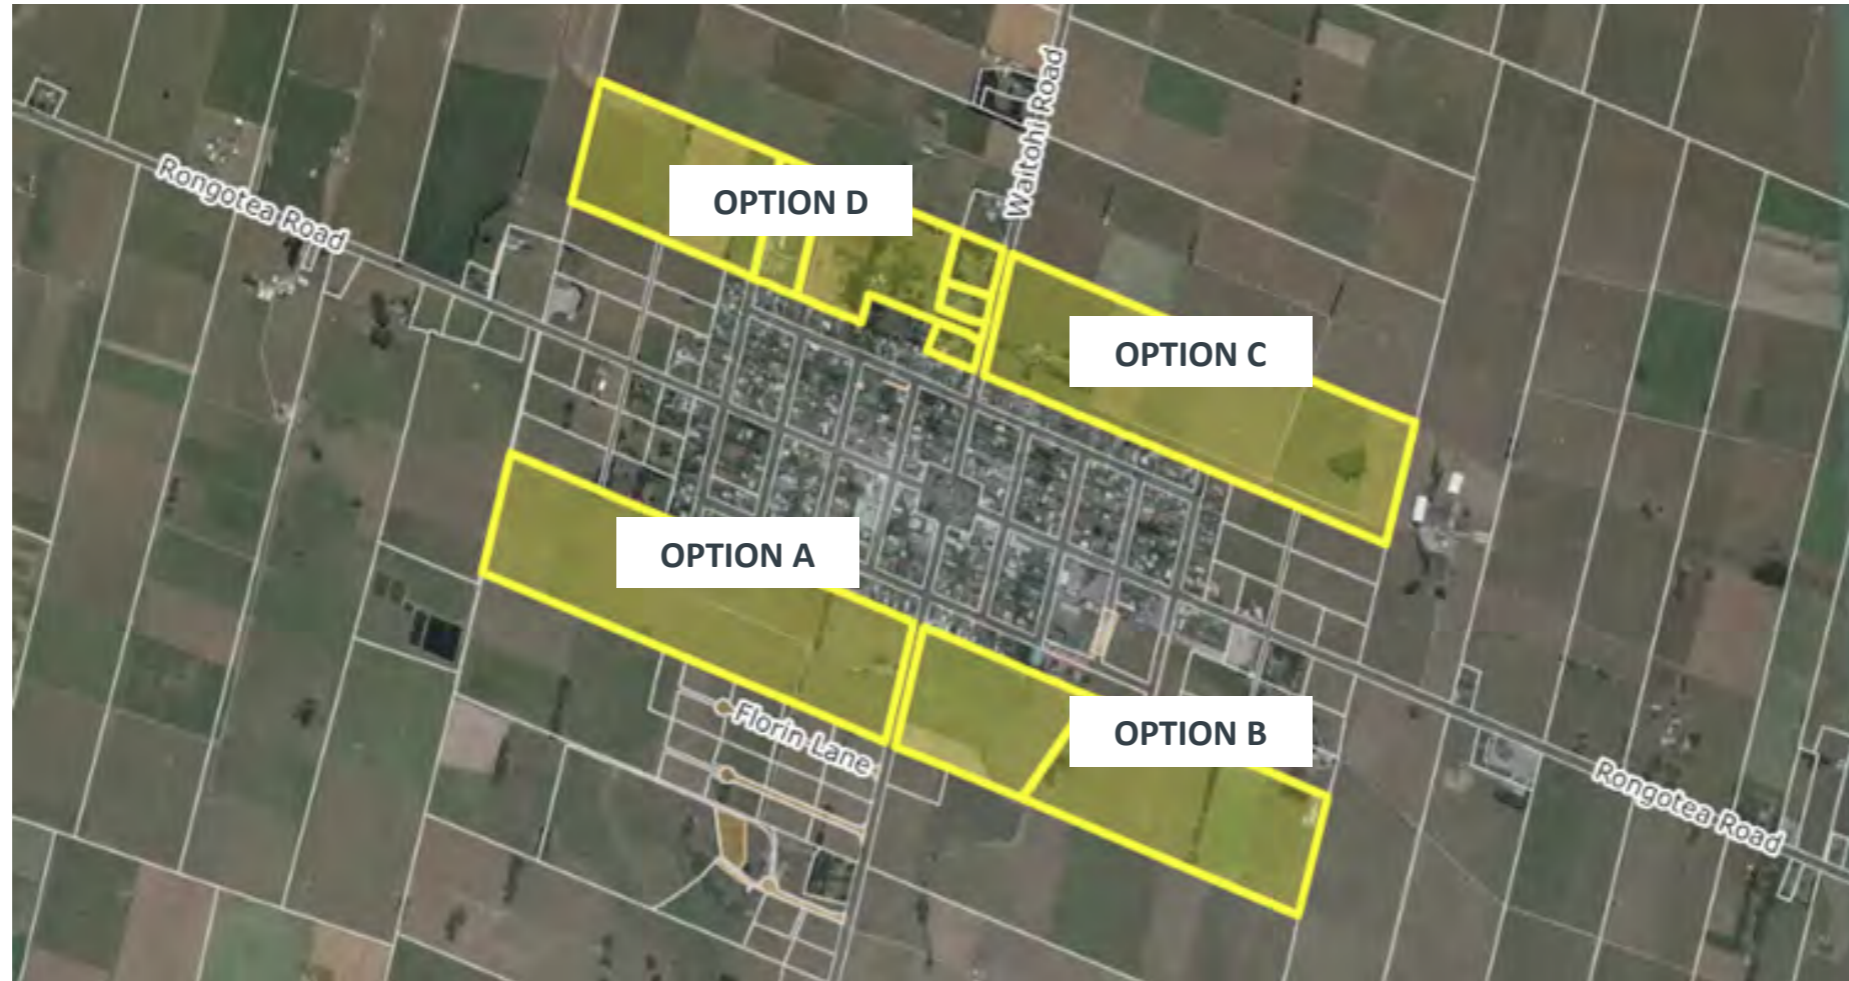 Waitohi Road
Rongotea Road
OPTION D
OPTION C
OPTION A
Florin Lane
OPTION B
Rongotea Road